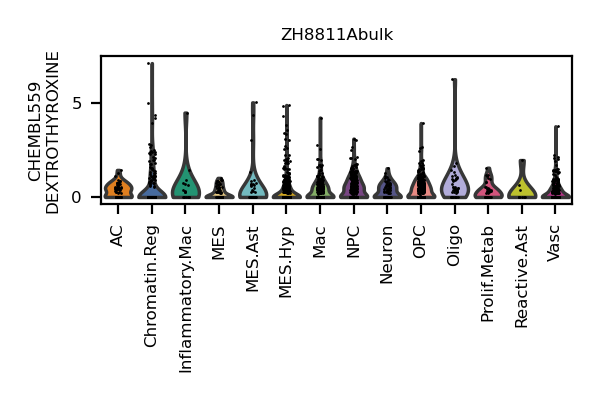 ZH8811Abulk
CHEMBL559
DEXTROTHYROXINE
5
0
AC
Chromatin.Reg
Inflammatory.Mac
MES
MES.Ast
MES.Hyp
Mac
NPC
Neuron
OPC
Oligo
Prolif.Metab
Reactive.Ast
Vasc